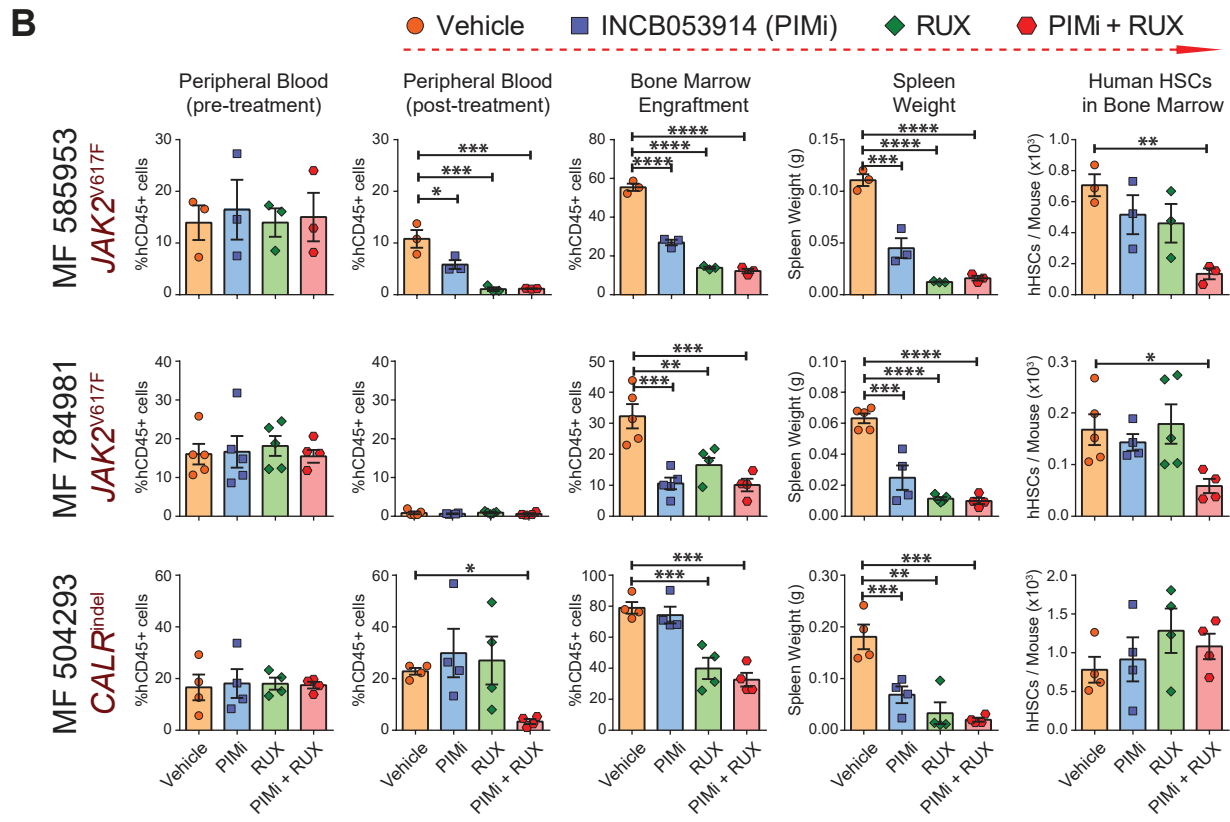 B
Vehicle INCB053914 (PIMi) RUX PIMi + RUX
Peripheral Blood
(pre-treatment)
Peripheral Blood
(post-treatment)
Bone Marrow
Engraftment
Spleen
Weight
Human HSCs
in Bone Marrow
MF 585953
JAK2V617F
%hCD45+ cells
30
20
10
0
%hCD45+ cells
30
20
10
0
***
***
*
%hCD45+ cells
80
60
40
20
0
****
****
****
Spleen Weight (g)
0.15
0.10
0.05
0.00
****
****
***
hHSCs / Mouse (x10³)
1.0
0.8
0.6
0.4
0.2
0
**
MF 784981
JAK2V617F
%hCD45+ cells
40
30
20
10
0
%hCD45+ cells
40
30
20
10
0
%hCD45+ cells
50
40
30
20
10
0
***
**
***
Spleen Weight (g)
0.10
0.08
0.06
0.04
0.02
0.00
****
****
***
hHSCs / Mouse (x10³)
0.3
0.2
0.1
0
*
MF 504293
CALRindel
%hCD45+ cells
60
40
20
0
%hCD45+ cells
60
40
20
0
*
%hCD45+ cells
100
80
60
40
20
0
***
***
Spleen Weight (g)
0.30
0.20
0.10
0.00
***
**
***
hHSCs / Mouse (x10³)
2.0
1.5
1.0
0.5
0
Vehicle
PIMi
RUX
PIMi + RUX
Vehicle
PIMi
RUX
PIMi + RUX
Vehicle
PIMi
RUX
PIMi + RUX
Vehicle
PIMi
RUX
PIMi + RUX
Vehicle
PIMi
RUX
PIMi + RUX